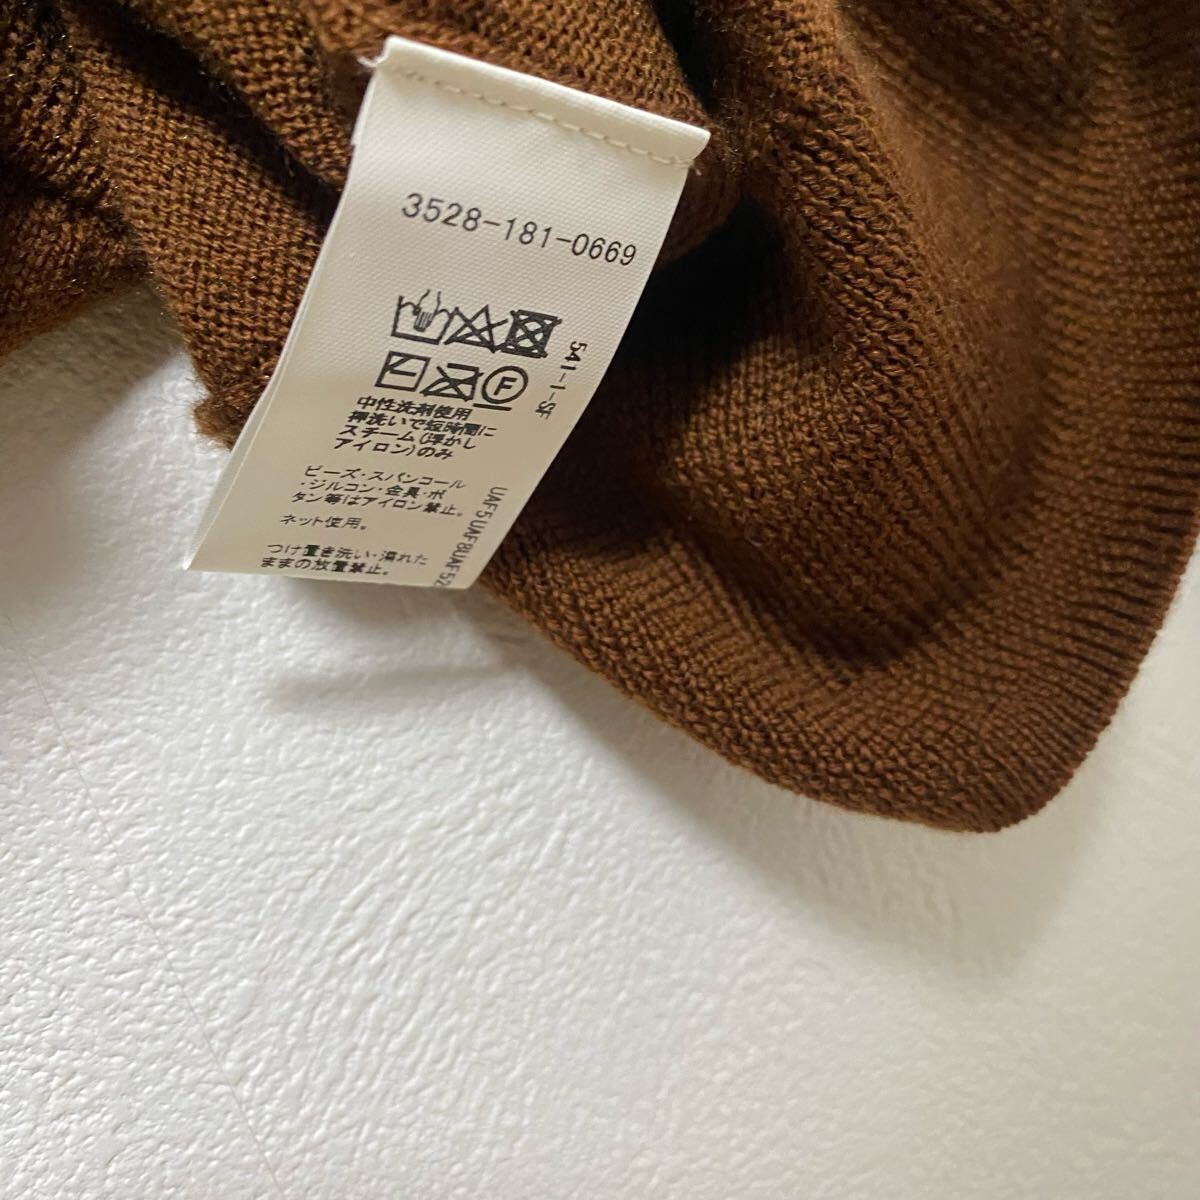 3528-181-0669
541-1-5F
F
中性洗剤使用
押洗いで短時間に
スチーム(浮かし
アイロン)のみ
ビーズ・スパンコール
・ジルコン・金具・ボ
タン等はアイロン禁止。
ネット使用。
つけ置き洗い・濡れた
ままの放置禁止。
UAF5UAF8UAF52